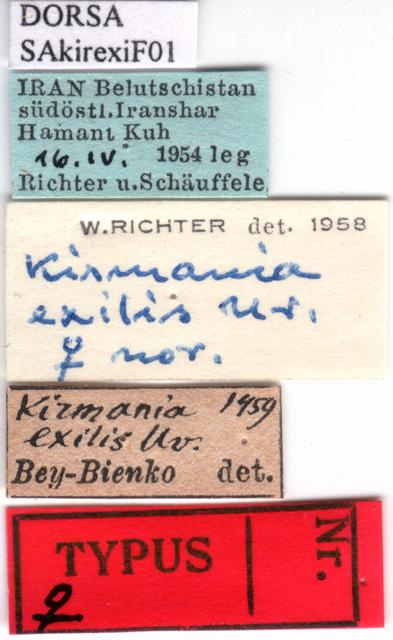 DORSA
SAkirexiF01
IRAN Belutschistan
südöstl.Iranshar
Hamant Kuh
16.IV. 1954 leg
Richter u.Schäuffele
W.RICHTER det. 1958
Kirmania
exilis Uv.
♀ nov.
Kirmania 1959
exilis Uv.
Bey-Bienko det.
TYPUS
Nr.
♀